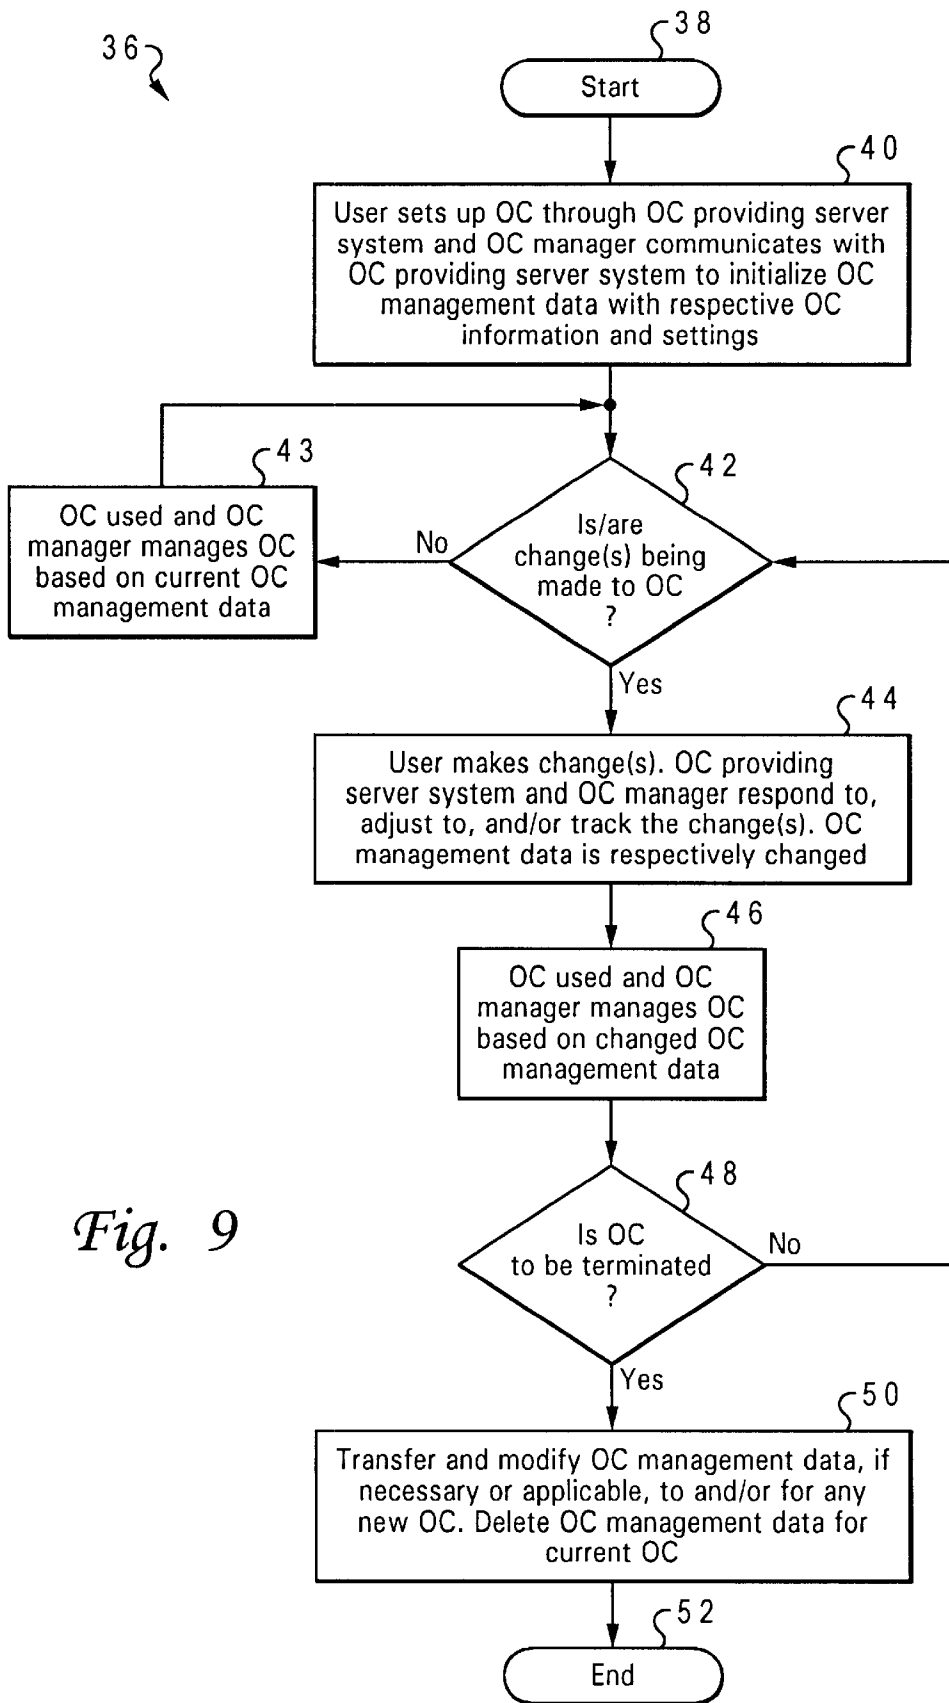 36
38
Start
40
User sets up OC through OC providing server
system and OC manager communicates with
OC providing server system to initialize OC
management data with respective OC
information and settings
43
OC used and OC
manager manages OC
based on current OC
management data
No
42
Is/are
change(s) being
made to OC
?
Yes
44
User makes change(s). OC providing
server system and OC manager respond to,
adjust to, and/or track the change(s). OC
management data is respectively changed
46
OC used and OC
manager manages OC
based on changed OC
management data
48
Is OC
to be terminated
?
No
Fig. 9
Yes
50
Transfer and modify OC management data, if
necessary or applicable, to and/or for any
new OC. Delete OC management data for
current OC
52
End